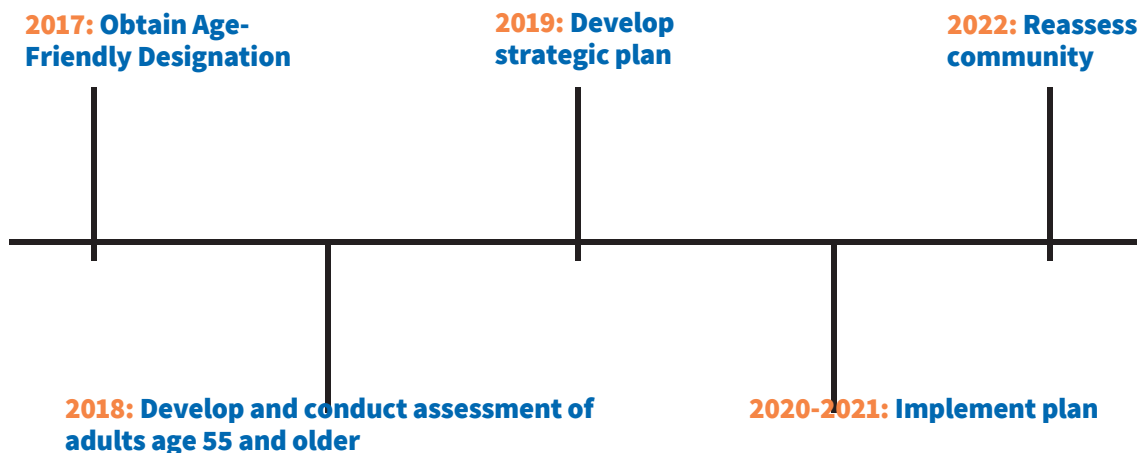 2017: Obtain Age-
Friendly Designation
2019: Develop
strategic plan
2022: Reassess
community
2018: Develop and conduct assessment of
adults age 55 and older
2020-2021: Implement plan